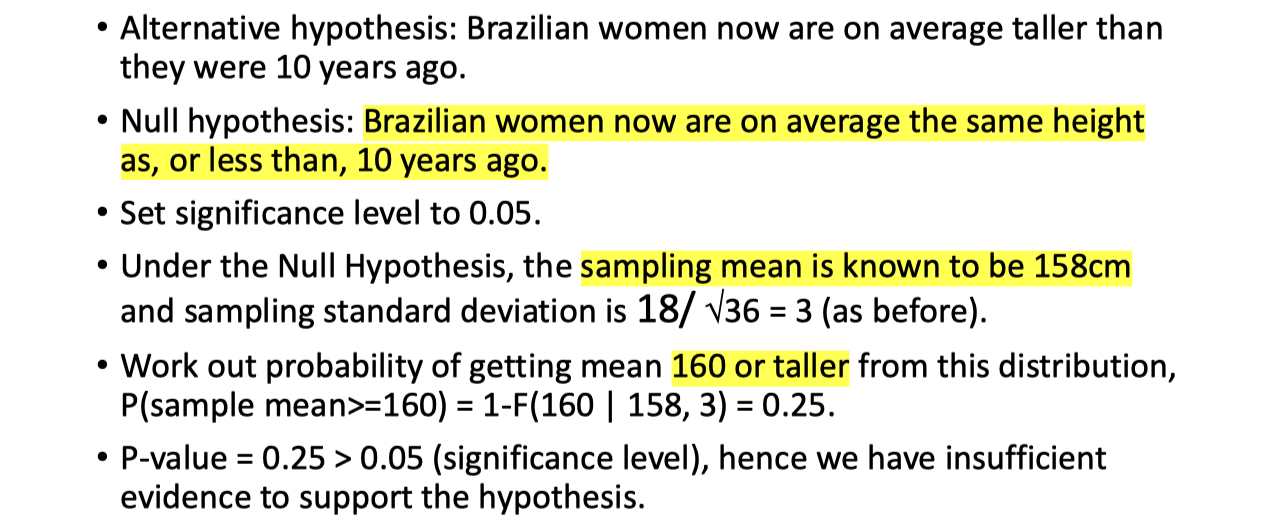 • Alternative hypothesis: Brazilian women now are on average taller than
they were 10 years ago.
• Null hypothesis: Brazilian women now are on average the same height
as, or less than, 10 years ago.
• Set significance level to 0.05.
• Under the Null Hypothesis, the sampling mean is known to be 158cm
and sampling standard deviation is 18/ √36 = 3 (as before).
• Work out probability of getting mean 160 or taller from this distribution,
P(sample mean>=160) = 1-F(160 | 158, 3) = 0.25.
• P-value = 0.25 > 0.05 (significance level), hence we have insufficient
evidence to support the hypothesis.